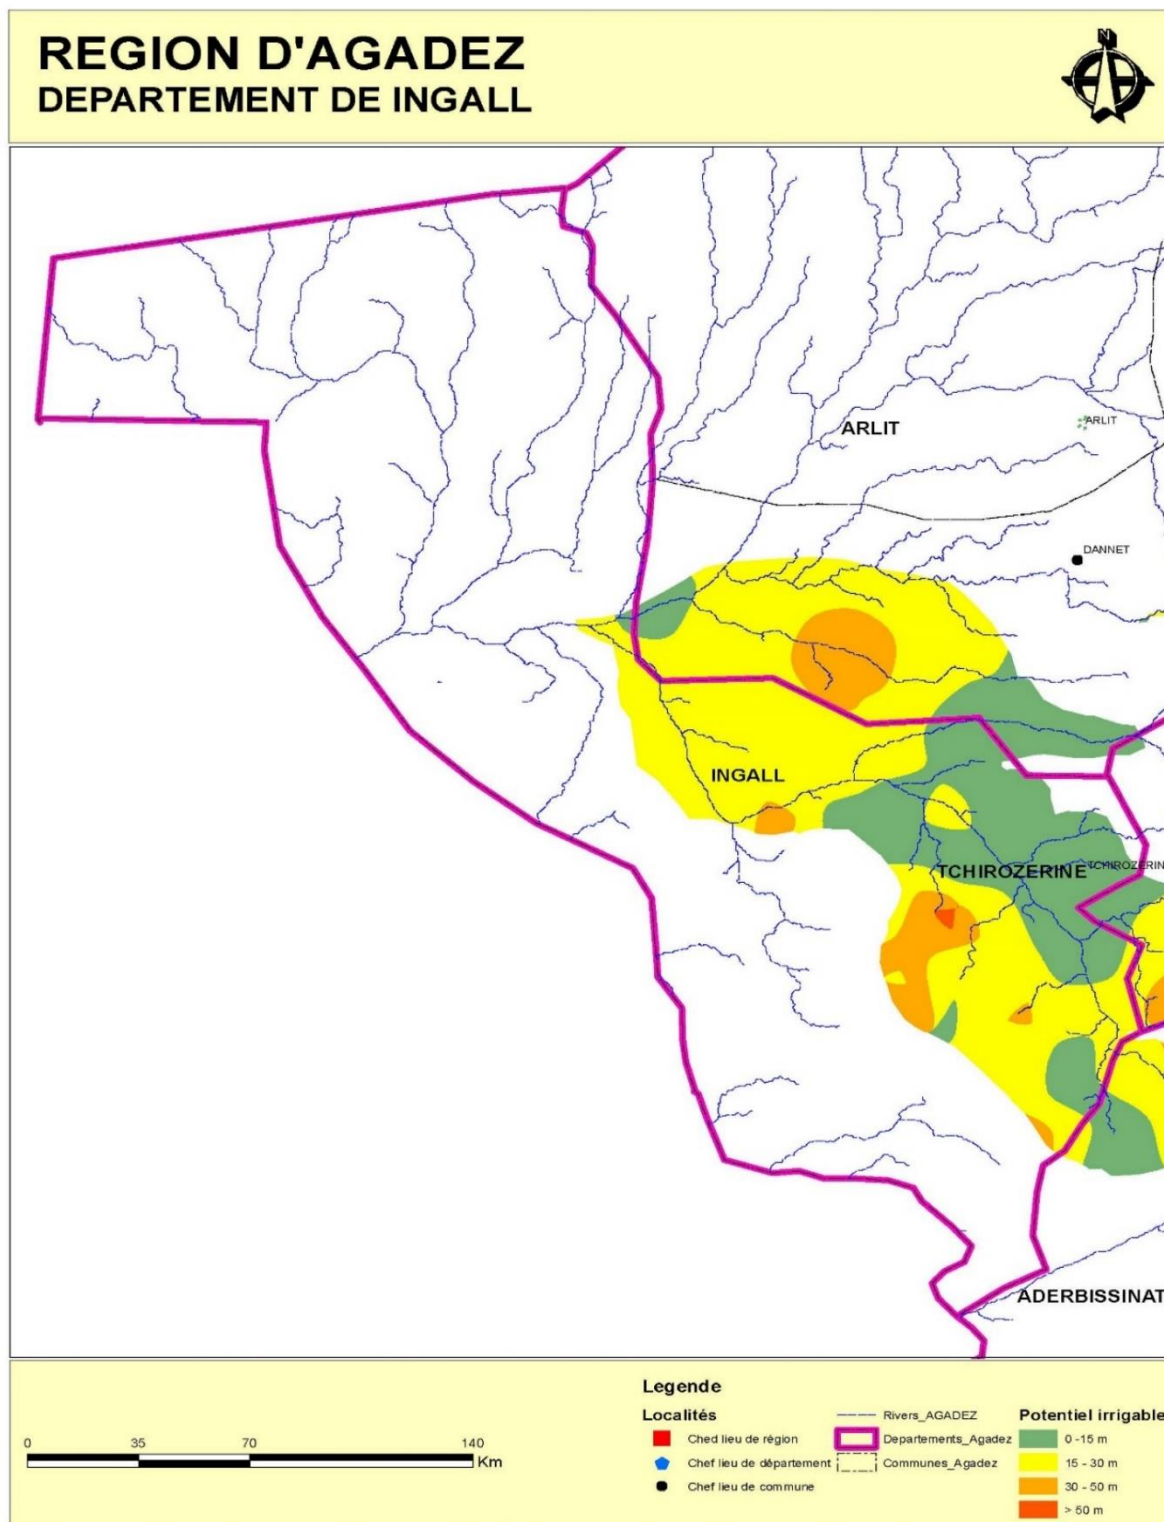 REGION D'AGADEZ
DEPARTEMENT DE INGALL
N
ARLIT
ARLIT
DANNET
INGALL
TCHIROZERINE
TCHIROZERIN
ADERBISSINAT
Legende
Localités
Ched lieu de région
Chef lieu de département
Chef lieu de commune
Rivers_AGADEZ
Departements_Agadez
Communes_Agadez
Potentiel irrigable
0 -15 m
15 - 30 m
30 - 50 m
> 50 m
0 35 70 140
Km